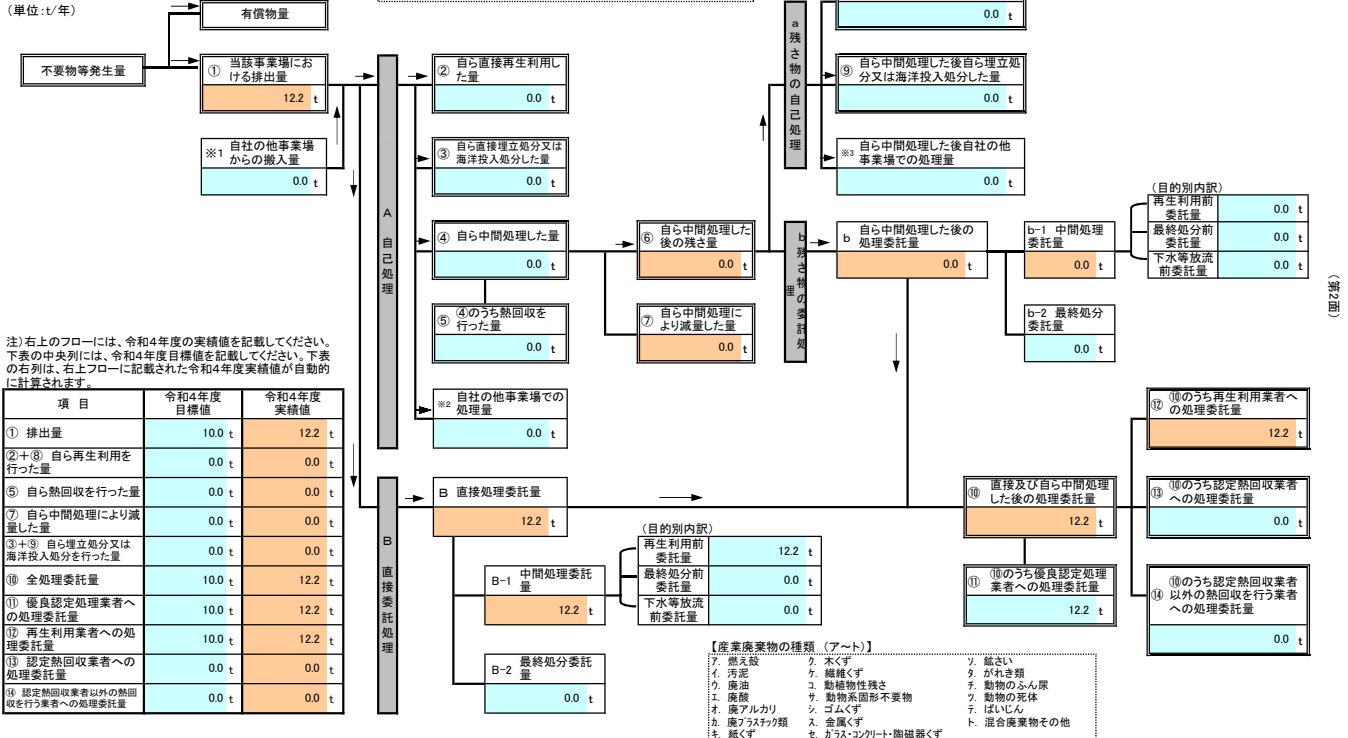 (単位:t/年)
有償物量
不要物等発生量
① 当該事業場にお
ける排出量
12.2 t
※1 自社の他事業場
からの搬入量
0.0 t
A 自己処理
② 自ら直接再生利用し
た量
0.0 t
③ 自ら直接埋立処分又は
海洋投入処分した量
0.0 t
④ 自ら中間処理した量
0.0 t
⑤ ④のうち熱回収を
行った量
0.0 t
※2 自社の他事業場での
処理量
0.0 t
⑥ 自ら中間処理した
後の残さ量
0.0 t
⑦ 自ら中間処理に
より減量した量
0.0 t
a 残さ物の自己処理
0.0 t
⑨ 自ら中間処理した後自ら埋立処
分又は海洋投入処分した量
0.0 t
※3 自ら中間処理した後自社の他
事業場での処理量
0.0 t
b 残さ物の委託処理
b 自ら中間処理した後の
処理委託量
0.0 t
b-1 中間処理
委託量
0.0 t
b-2 最終処分
委託量
0.0 t
(目的別内訳)
再生利用前
委託量 0.0 t
最終処分前
委託量 0.0 t
下水等放流
前委託量 0.0 t
(第2面)
注)右上のフローには、令和4年度の実績値を記載してください。
下表の中央列には、令和4年度目標値を記載してください。下表
の右列は、右上フローに記載された令和4年度実績値が自動的
に計算されます。
項 目 令和4年度
目標値 令和4年度
実績値
① 排出量 10.0 t 12.2 t
②+⑧ 自ら再生利用を
行った量 0.0 t 0.0 t
⑤ 自ら熱回収を行った量 0.0 t 0.0 t
⑦ 自ら中間処理により減
量した量 0.0 t 0.0 t
③+⑨ 自ら埋立処分又は
海洋投入処分を行った量 0.0 t 0.0 t
⑩ 全処理委託量 10.0 t 12.2 t
⑪ 優良認定処理業者へ
の処理委託量 10.0 t 12.2 t
⑫ 再生利用業者への処
理委託量 10.0 t 12.2 t
⑬ 認定熱回収業者への
処理委託量 0.0 t 0.0 t
⑭ 認定熱回収業者以外の熱回
収を行う業者への処理委託量 0.0 t 0.0 t
B 直接委託処理
B 直接処理委託量
12.2 t
B-1 中間処理委託
量
12.2 t
B-2 最終処分委託
量
0.0 t
(目的別内訳)
再生利用前
委託量 12.2 t
最終処分前
委託量 0.0 t
下水等放流
前委託量 0.0 t
⑩ 直接及び自ら中間処理
した後の処理委託量
12.2 t
⑪ ⑩のうち優良認定処理
業者への処理委託量
12.2 t
⑫ ⑩のうち再生利用業者へ
の処理委託量
12.2 t
⑬ ⑩のうち認定熱回収業者
への処理委託量
0.0 t
⑭ ⑩のうち認定熱回収業者
以外の熱回収を行う業者
への処理委託量
0.0 t
【産業廃棄物の種類 (ア～ト)】
ア. 燃え殻 ク. 木くず ソ. 鉱さい
イ. 汚泥 ケ. 繊維くず タ. がれき類
ウ. 廃油 コ. 動植物性残さ チ. 動物のふん尿
エ. 廃酸 サ. 動物系固形不要物 ツ. 動物の死体
オ. 廃アルカリ シ. ゴムくず テ. ばいじん
カ. 廃プラスチック類 ス. 金属くず ト. 混合廃棄物その他
キ. 紙くず セ. ガラス・コンクリート・陶磁器くず